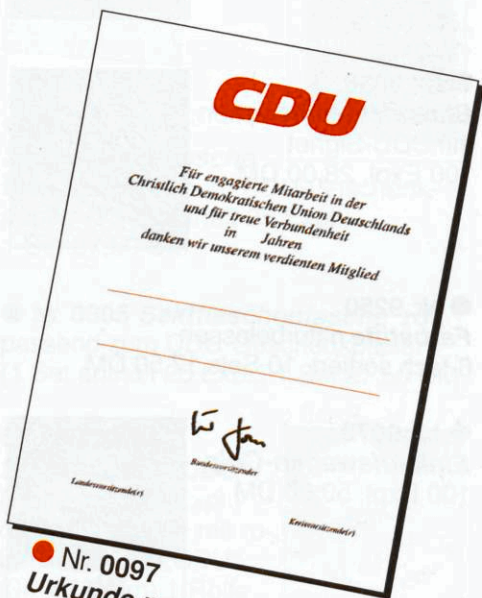 CDU
Für engagierte Mitarbeit in der
Christlich Demokratischen Union Deutschlands
und für treue Verbundenheit
in Jahren
danken wir unserem verdienten Mitglied
Bundesvorsitzender
Landesvorsitzende(r)
Kreisvorsitzende(r)
Nr. 0097
Urkunde